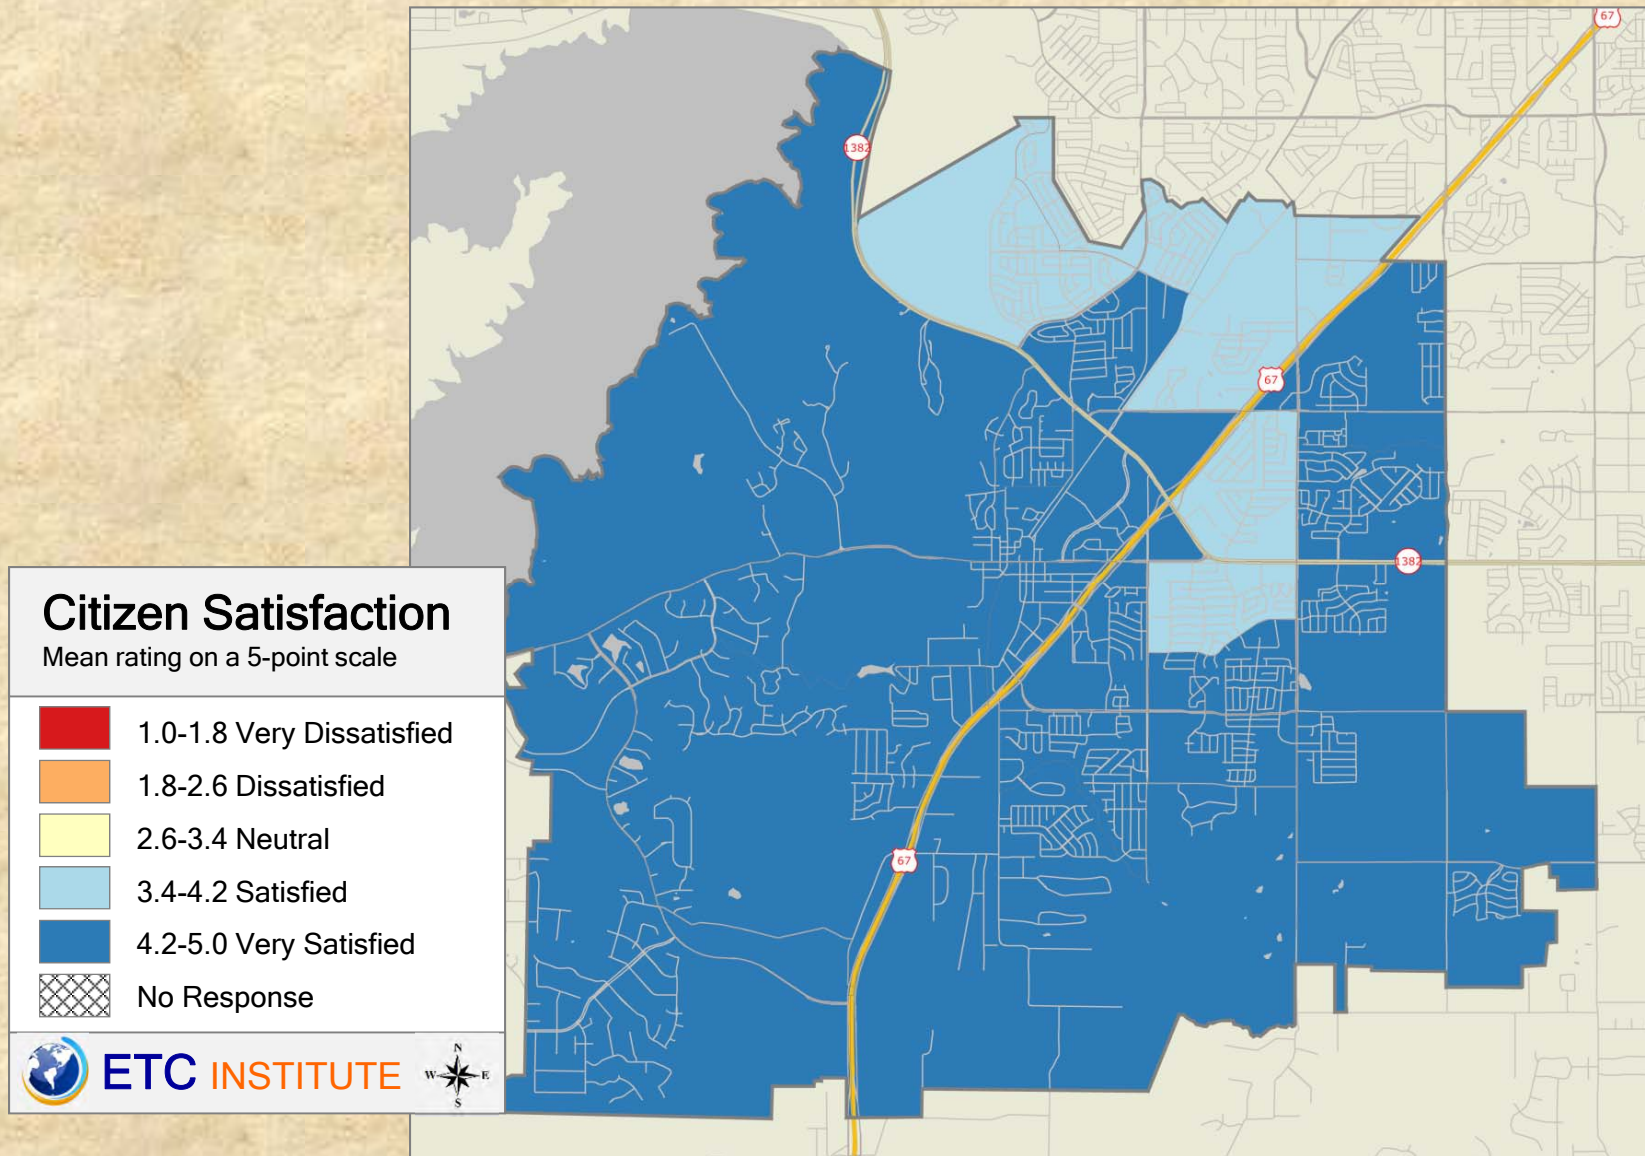 67
1382
67
1382
Citizen Satisfaction
Mean rating on a 5-point scale
1.0-1.8 Very Dissatisfied
1.8-2.6 Dissatisfied
2.6-3.4 Neutral
3.4-4.2 Satisfied
4.2-5.0 Very Satisfied
No Response
67
ETC INSTITUTE
N
W E
S